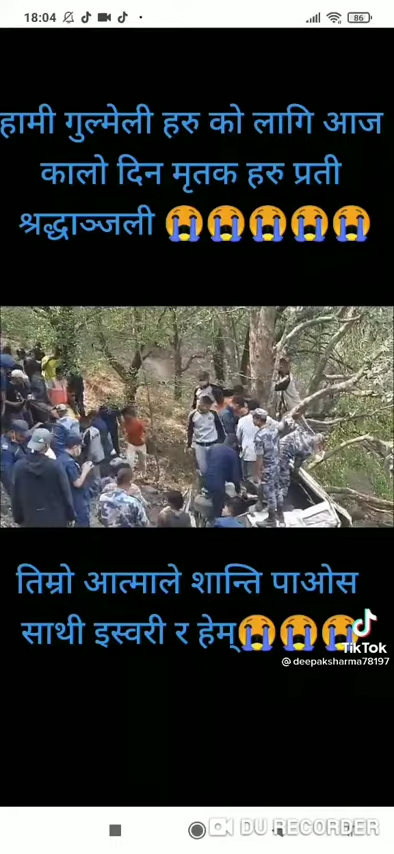 18:04
86
हामी गुल्मेली हरु को लागि आज
कालो दिन मृतक हरु प्रती
श्रद्धाञ्जली 😭😭😭😭😭
तिम्रो आत्माले शान्ति पाओस
साथी इस्वरी र हेम्😭😭😭
TikTok
@deepaksharma78197
DU RECORDER